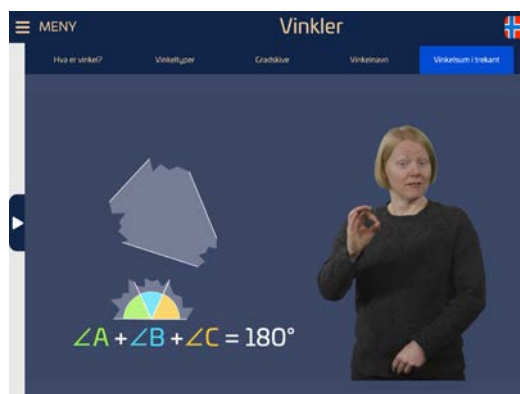 MENY
Vinkler
Hva er vinkel? Vinkeltyper Gradskive Vinkelnavn Vinkelsum i trekant
∠A + ∠B + ∠C = 180°